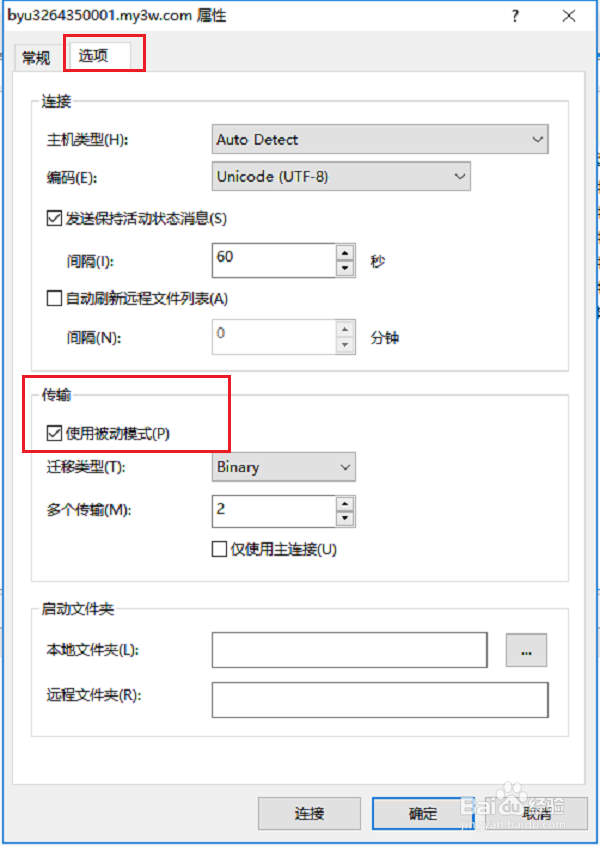 byu3264350001.my3w.com 属性
?
常规
选项
连接
主机类型(H):
Auto Detect
编码(E):
Unicode (UTF-8)
发送保持活动状态消息(S)
间隔(I):
60
秒
自动刷新远程文件列表(A)
间隔(N):
0
分钟
传输
使用被动模式(P)
迁移类型(T):
Binary
多个传输(M):
2
仅使用主连接(U)
启动文件夹
本地文件夹(L):
...
远程文件夹(R):
连接
确定
取消
Baidu 经验
jingyan.baidu.com